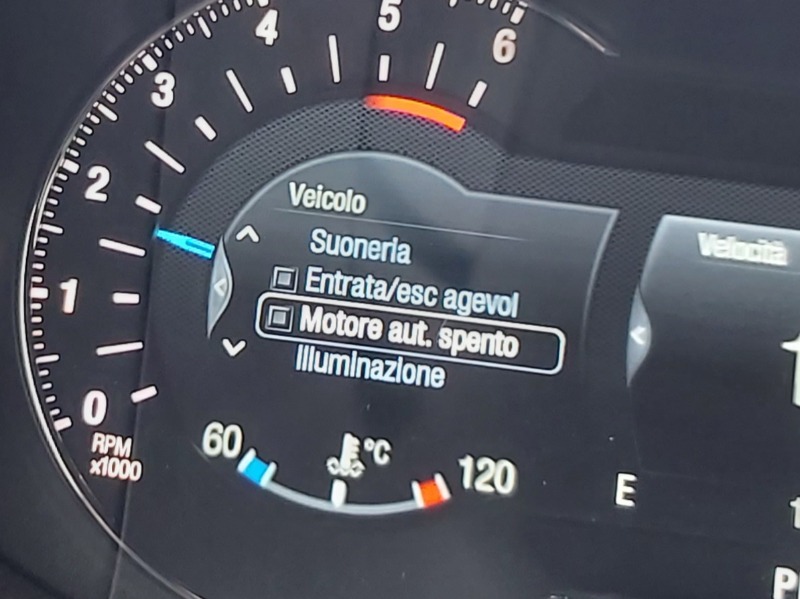 4 5 6
3
2
1
0
RPM
x1000
Veicolo
Suoneria
Entrata/esc agevol
Motore aut. spento
Illuminazione
60 °C 120
Velocità
E